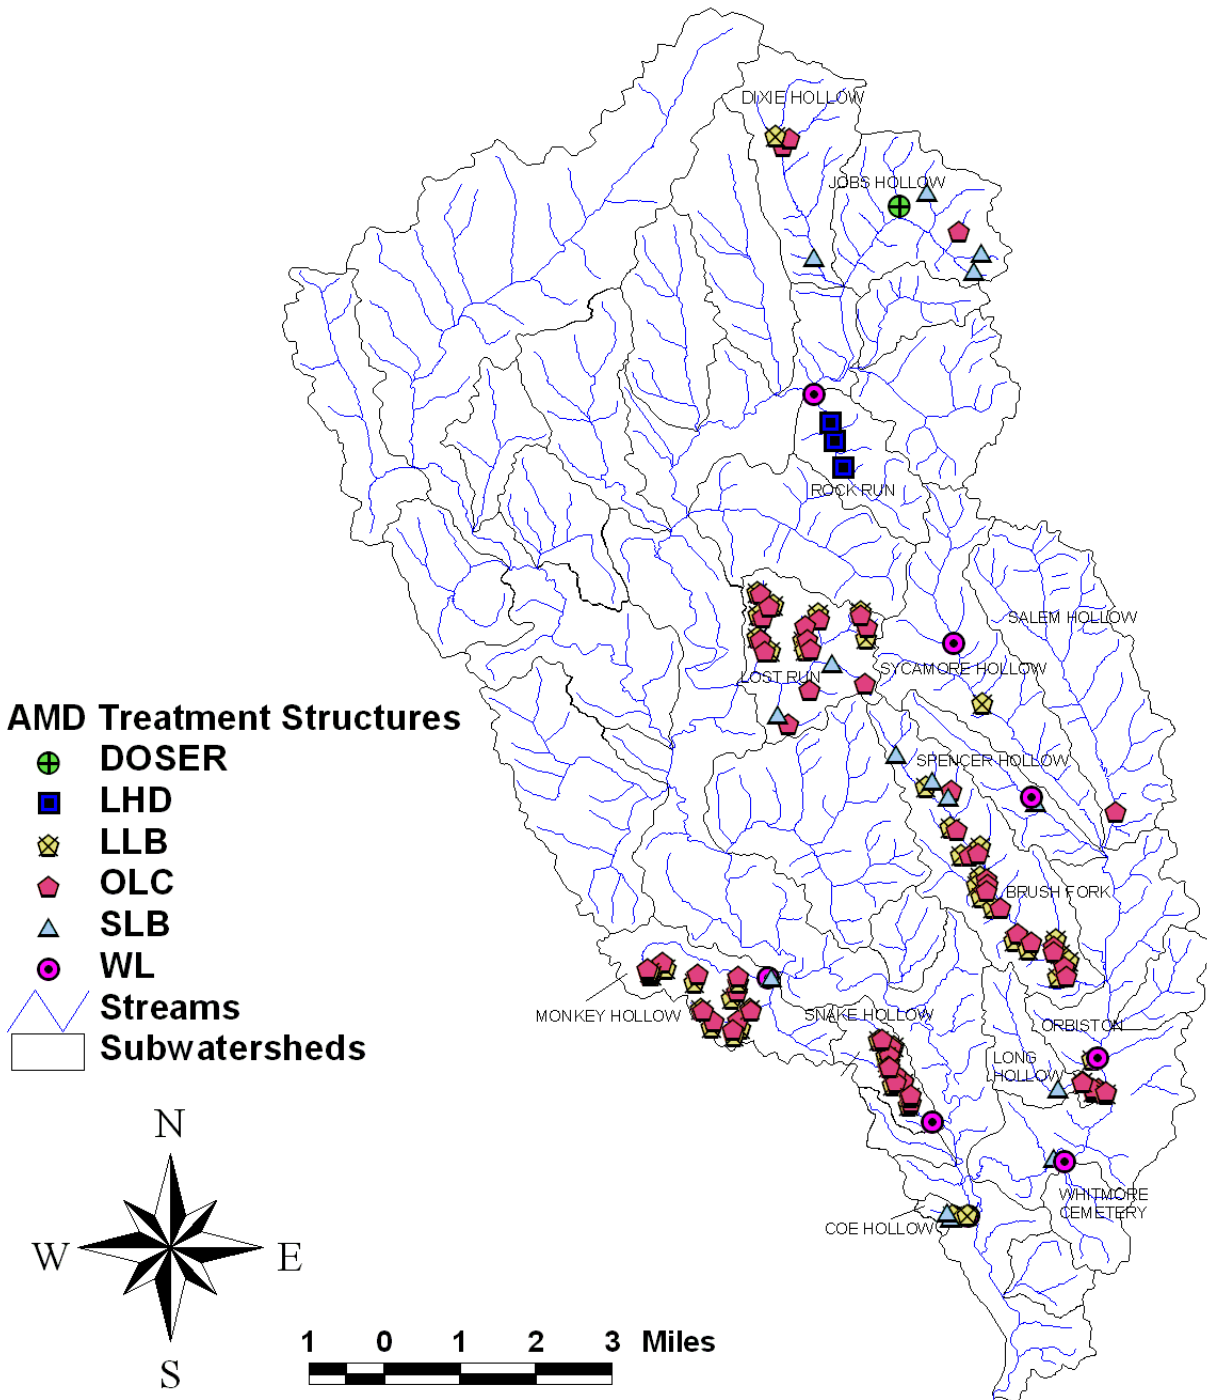 DIXIE HOLLOW
JOBS HOLLOW
ROCK RUN
SALEM HOLLOW
SYCAMORE HOLLOW
LOST RUN
SPENCER HOLLOW
BRUSH FORK
MONKEY HOLLOW
SNAKE HOLLOW
ORBISTON
LONG
HOLLOW
WHITMORE
CEMETERY
COE HOLLOW
AMD Treatment Structures
DOSER
LHD
LLB
OLC
SLB
WL
Streams
Subwatersheds
N
W
E
S
1 0 1 2 3 Miles